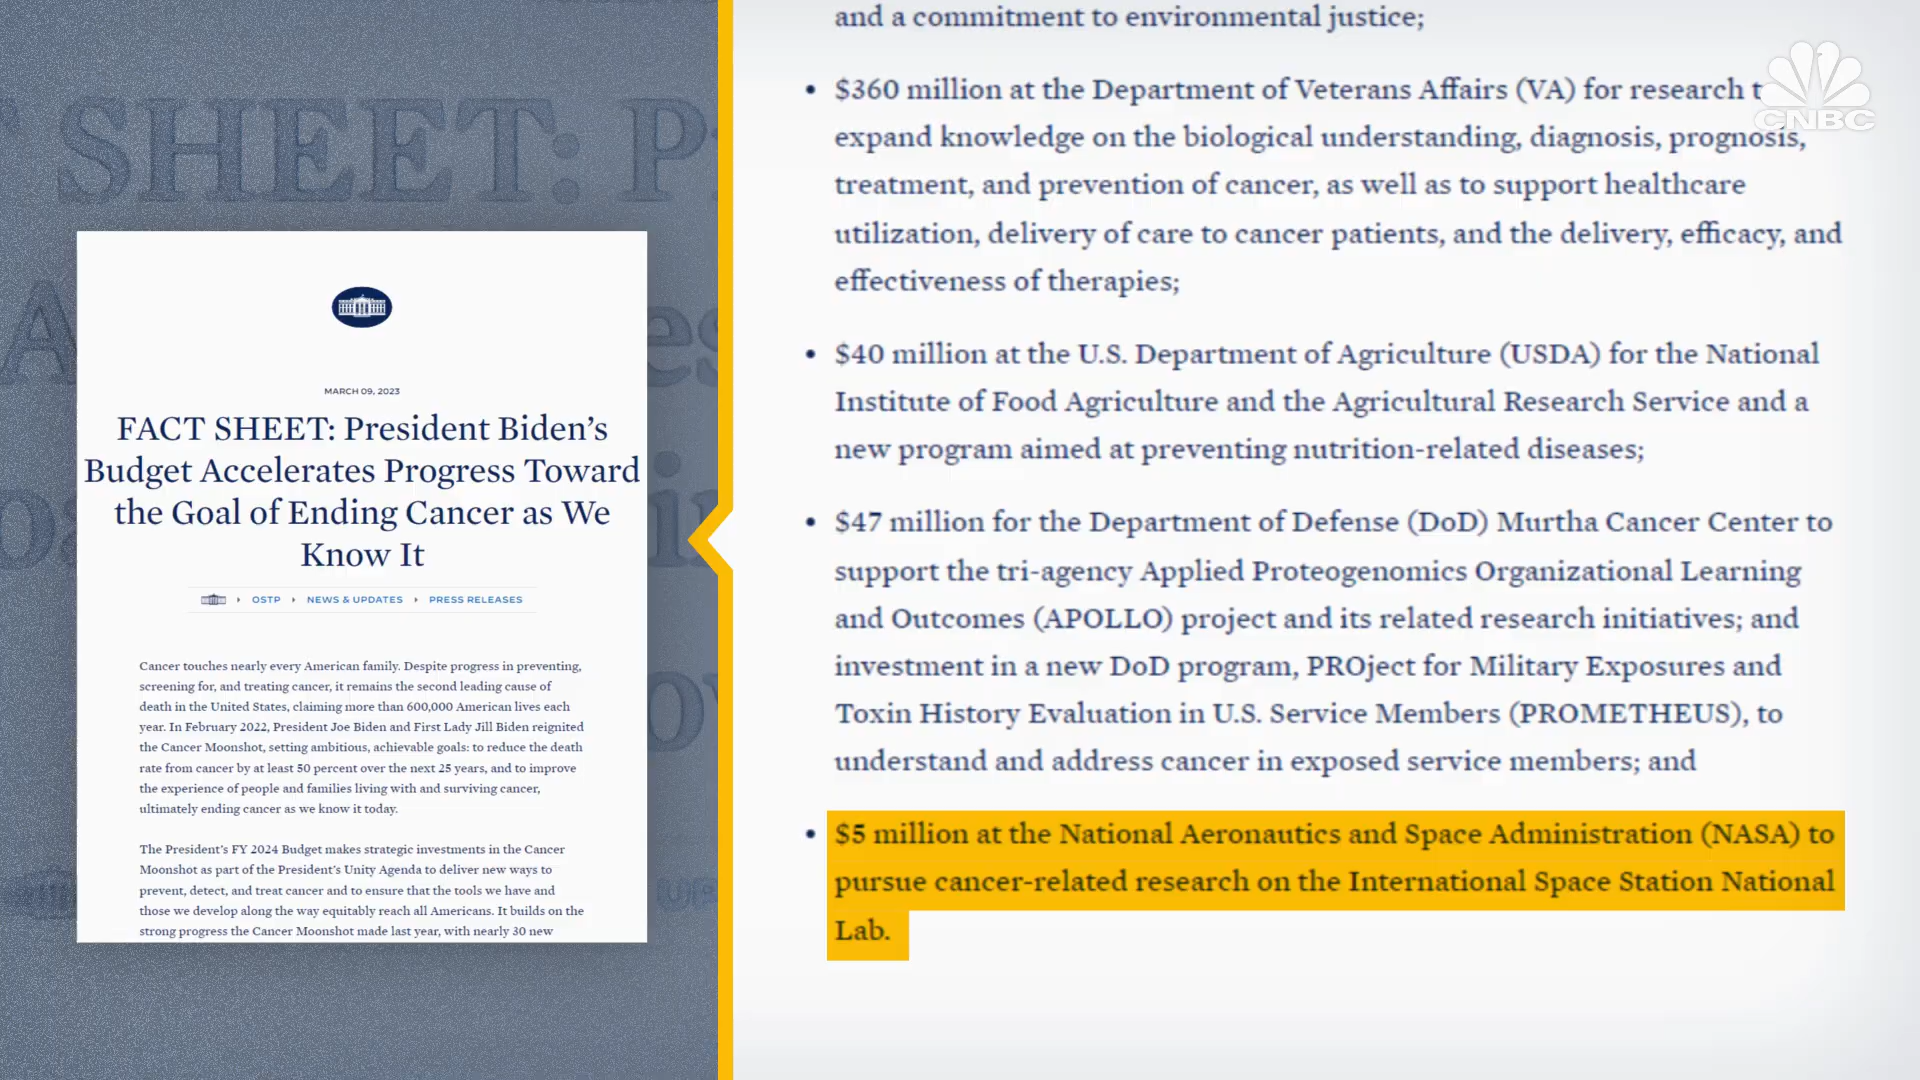 MARCH 09, 2023
FACT SHEET: President Biden’s
Budget Accelerates Progress Toward
the Goal of Ending Cancer as We
Know It
OSTP
NEWS & UPDATES
PRESS RELEASES
Cancer touches nearly every American family. Despite progress in preventing,
screening for, and treating cancer, it remains the second leading cause of
death in the United States, claiming more than 600,000 American lives each
year. In February 2022, President Joe Biden and First Lady Jill Biden reignited
the Cancer Moonshot, setting ambitious, achievable goals: to reduce the death
rate from cancer by at least 50 percent over the next 25 years, and to improve
the experience of people and families living with and surviving cancer,
ultimately ending cancer as we know it today.
The President’s FY 2024 Budget makes strategic investments in the Cancer
Moonshot as part of the President’s Unity Agenda to deliver new ways to
prevent, detect, and treat cancer and to ensure that the tools we have and
those we develop along the way equitably reach all Americans. It builds on the
strong progress the Cancer Moonshot made last year, with nearly 30 new
and a commitment to environmental justice;
• $360 million at the Department of Veterans Affairs (VA) for research
expand knowledge on the biological understanding, diagnosis, prognosis,
treatment, and prevention of cancer, as well as to support healthcare
utilization, delivery of care to cancer patients, and the delivery, efficacy, and
effectiveness of therapies;
• $40 million at the U.S. Department of Agriculture (USDA) for the National
Institute of Food Agriculture and the Agricultural Research Service and a
new program aimed at preventing nutrition-related diseases;
• $47 million for the Department of Defense (DoD) Murtha Cancer Center to
support the tri-agency Applied Proteogenomics Organizational Learning
and Outcomes (APOLLO) project and its related research initiatives; and
investment in a new DoD program, PROject for Military Exposures and
Toxin History Evaluation in U.S. Service Members (PROMETHEUS), to
understand and address cancer in exposed service members; and
• $5 million at the National Aeronautics and Space Administration (NASA) to
pursue cancer-related research on the International Space Station National
Lab.
CNBC
SHEET: